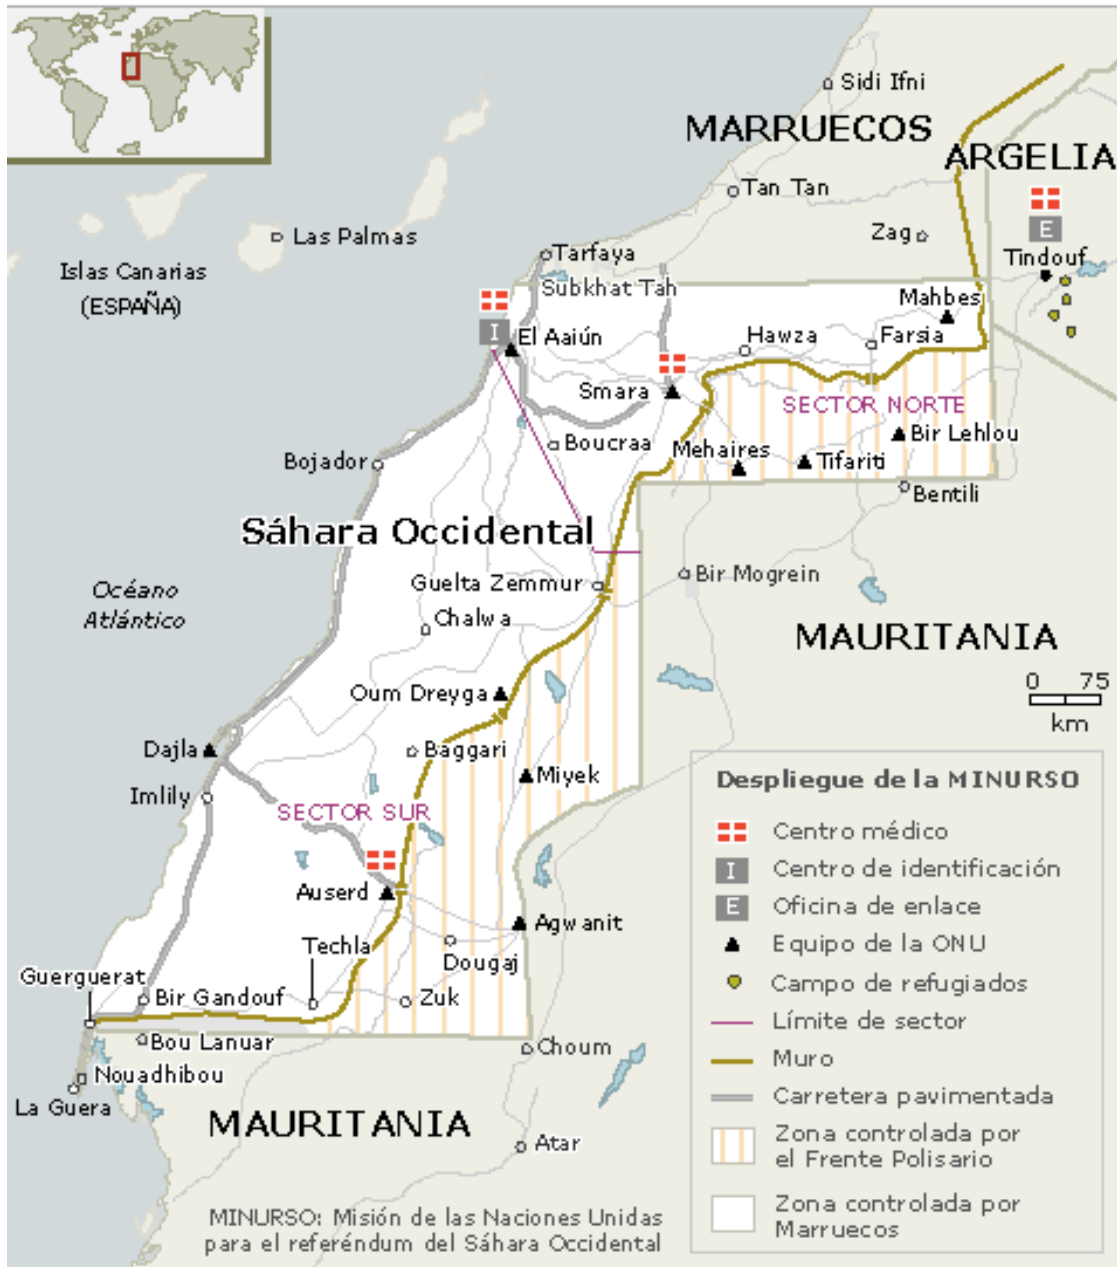 Sidi Ifni
MARRUECOS
ARGELIA
Tan Tan
Zag
E
Las Palmas
Tarfaya
Tindouf
Islas Canarias
(ESPAÑA)
Subkhat Tah
Mahbes
I
El Aaiún
Hawza
Farsia
Smara
SECTOR NORTE
Boucraa
Mehaires
Bir Lehlou
Bojador
Tifariti
Bentili
Sáhara Occidental
Guelta Zemmur
Bir Mogrein
Océano
Atlántico
Chalwa
MAURITANIA
Oum Dreyga
0 75
km
Dajla
Baggari
Miyek
Imlily
SECTOR SUR
Auserd
Agwanit
Techla
Dougaj
Guerguerat
Bir Gandouf
Zuk
Bou Lanuar
Choum
Nouadhibou
La Guera
MAURITANIA
Atar
Despliegue de la MINURSO
Centro médico
I Centro de identificación
E Oficina de enlace
Equipo de la ONU
Campo de refugiados
Límite de sector
Muro
Carretera pavimentada
Zona controlada por
el Frente Polisario
Zona controlada por
Marruecos
MINURSO: Misión de las Naciones Unidas
para el referéndum del Sáhara Occidental